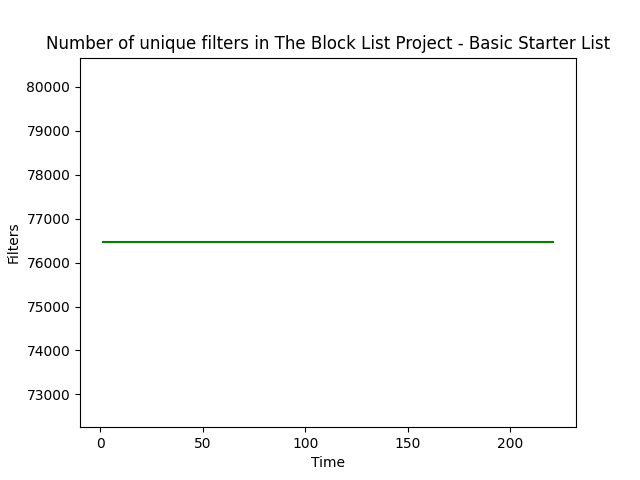 Number of unique filters in The Block List Project - Basic Starter List
80000
79000
78000
77000
76000
75000
74000
73000
Filters
0 50 100 150 200
Time